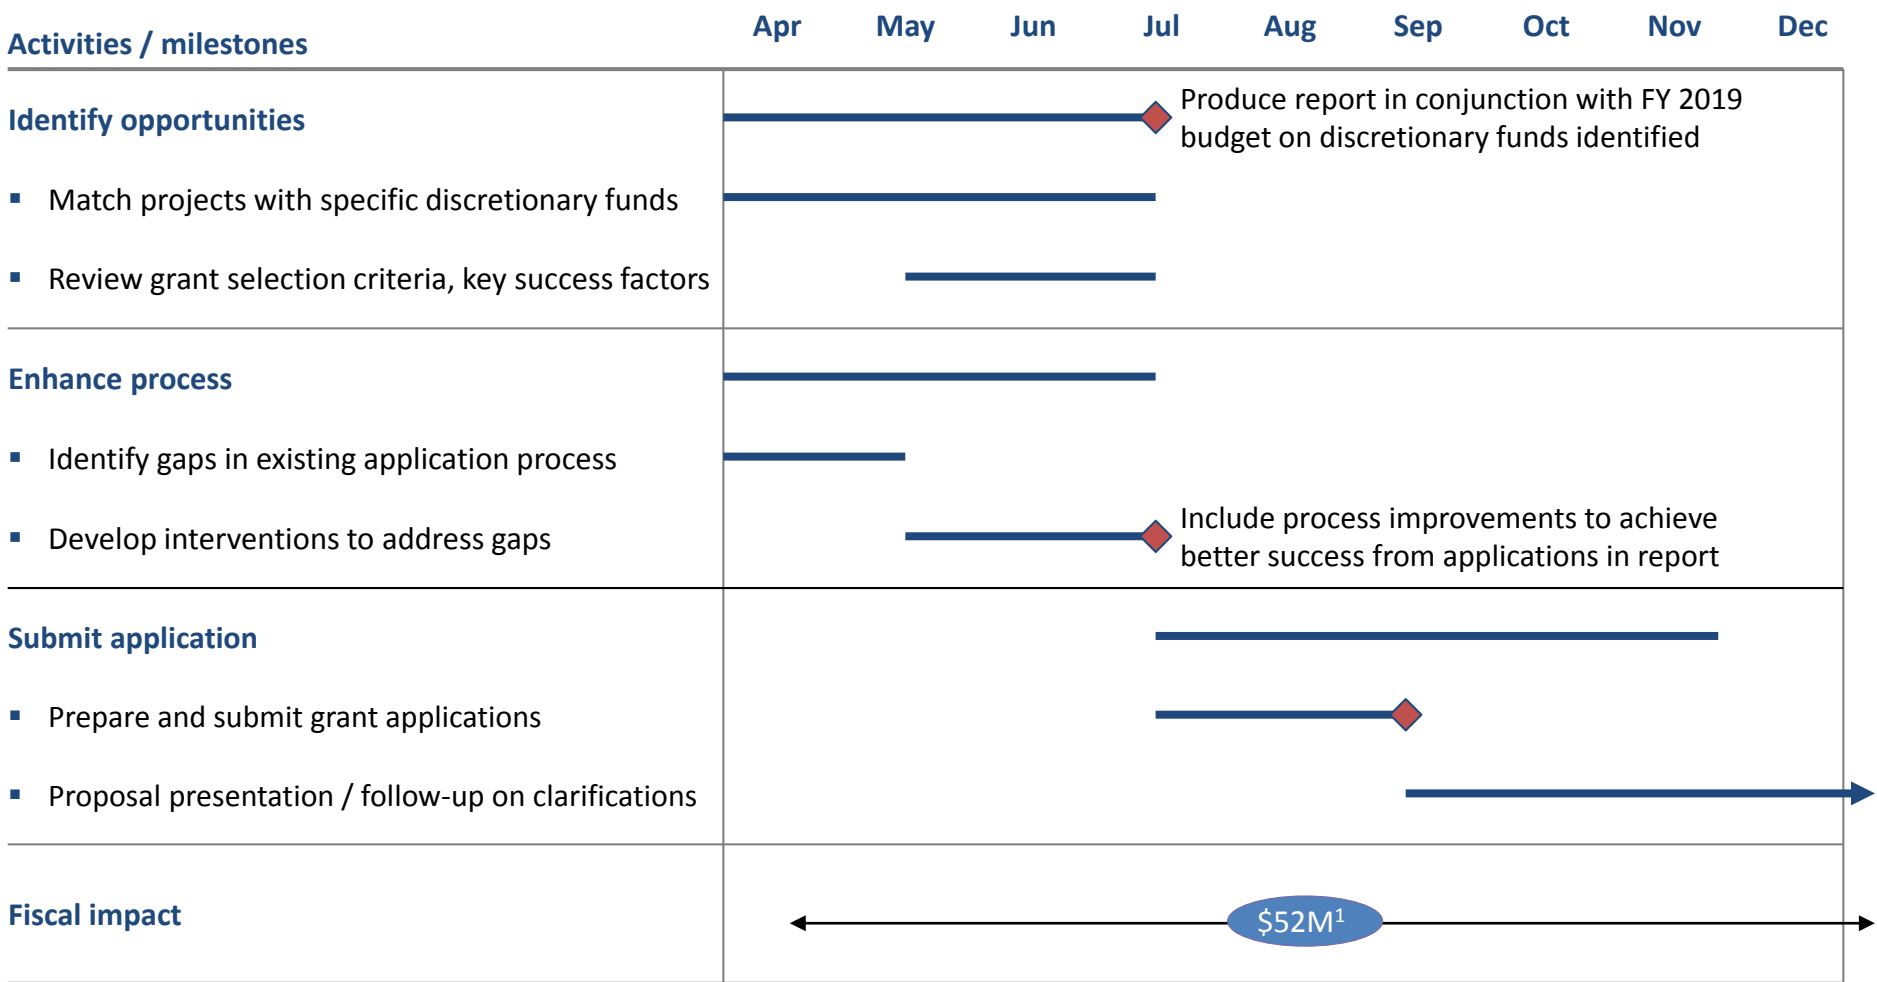 Activities / milestones
Apr May Jun Jul Aug Sep Oct Nov Dec
Identify opportunities
Produce report in conjunction with FY 2019
budget on discretionary funds identified
▪ Match projects with specific discretionary funds
▪ Review grant selection criteria, key success factors
Enhance process
▪ Identify gaps in existing application process
▪ Develop interventions to address gaps
Include process improvements to achieve
better success from applications in report
Submit application
▪ Prepare and submit grant applications
▪ Proposal presentation / follow-up on clarifications
Fiscal impact
$52M¹